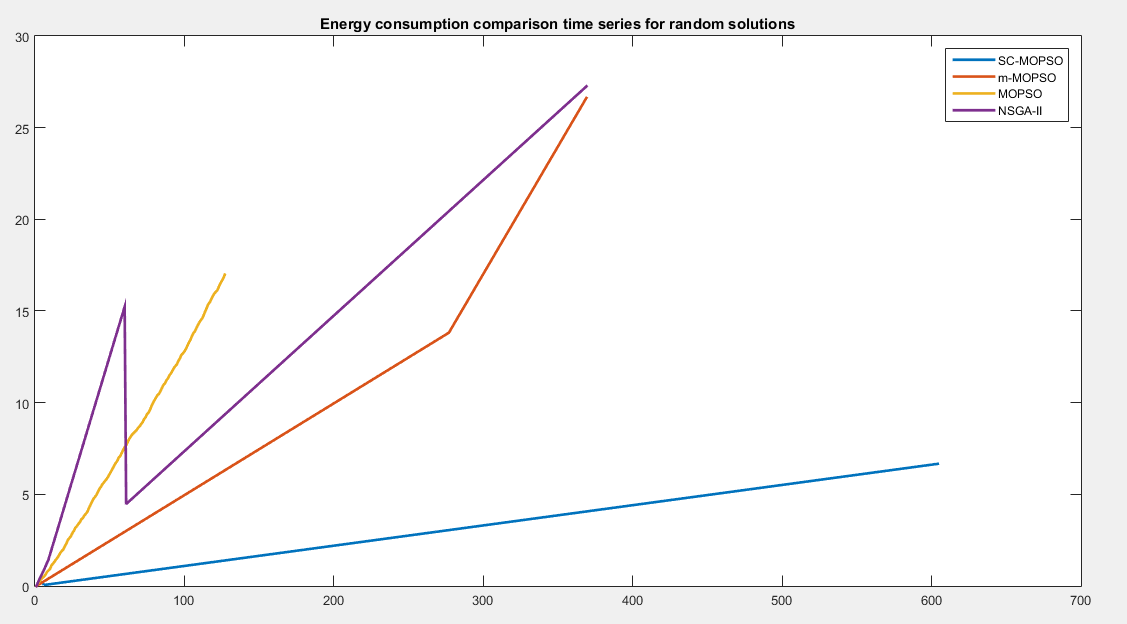 Energy consumption comparison time series for random solutions
30
25
20
15
10
5
0
0 100 200 300 400 500 600 700
SC-MOPSO
m-MOPSO
MOPSO
NSGA-II